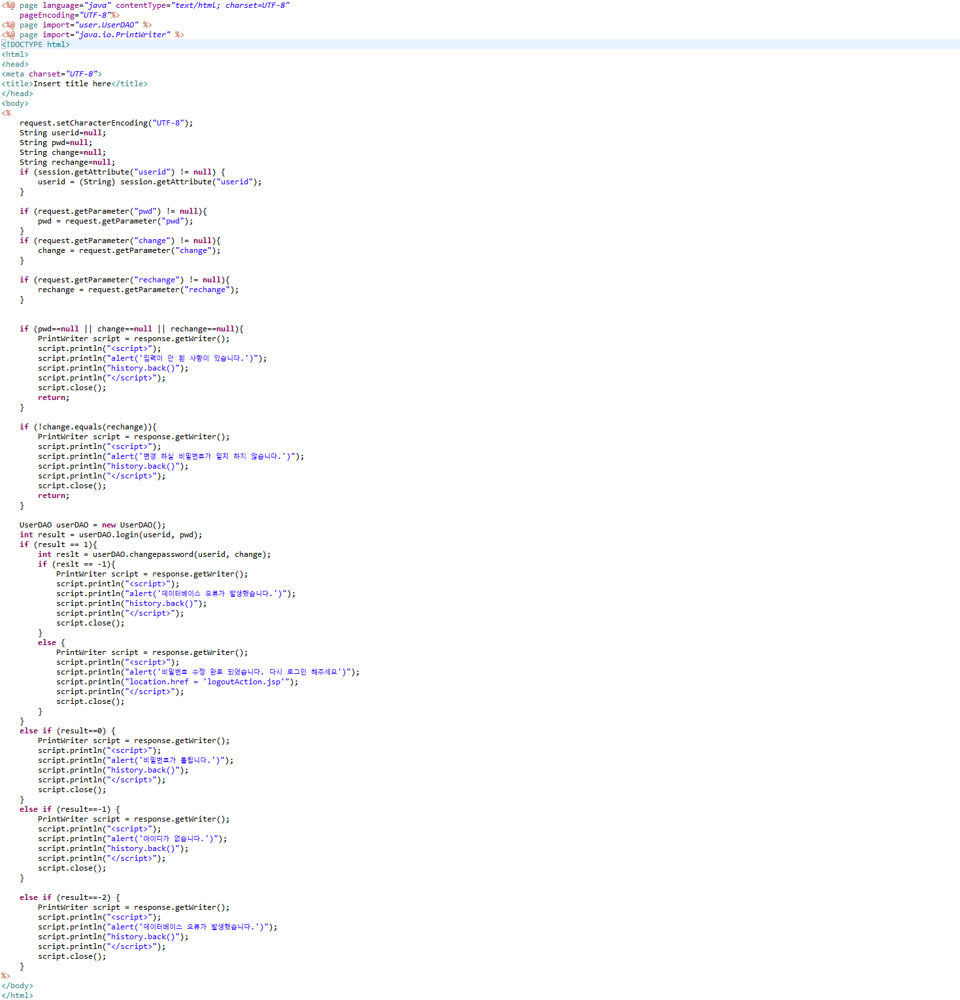 <%@ page language="java" contentType="text/html; charset=UTF-8"
    pageEncoding="UTF-8"%>
<%@ page import="user.UserDAO" %>
<%@ page import="java.io.PrintWriter" %>
<!DOCTYPE html>
<html>
<head>
<meta charset="UTF-8">
<title>Insert title here</title>
</head>
<body>
<%
    request.setCharacterEncoding("UTF-8");
    String userid=null;
    String pwd=null;
    String change=null;
    String rechange=null;
    if (session.getAttribute("userid") != null) {
        userid = (String) session.getAttribute("userid");
    }
    if (request.getParameter("pwd") != null){
        pwd = request.getParameter("pwd");
    }
    if (request.getParameter("change") != null){
        change = request.getParameter("change");
    }
    if (request.getParameter("rechange") != null){
        rechange = request.getParameter("rechange");
    }
    if (pwd==null || change==null || rechange==null){
        PrintWriter script = response.getWriter();
        script.println("<script>");
        script.println("alert('입력이 안 된 사항이 있습니다.')");
        script.println("history.back()");
        script.println("</script>");
        script.close();
        return;
    }
    if (!change.equals(rechange)){
        PrintWriter script = response.getWriter();
        script.println("<script>");
        script.println("alert('변경 하실 비밀번호가 일치 하지 않습니다.')");
        script.println("history.back()");
        script.println("</script>");
        script.close();
        return;
    }
    UserDAO userDAO = new UserDAO();
    int result = userDAO.login(userid, pwd);
    if (result == 1){
        int reslt = userDAO.changepassword(userid, change);
        if (reslt == -1){
            PrintWriter script = response.getWriter();
            script.println("<script>");
            script.println("alert('데이터베이스 오류가 발생했습니다.')");
            script.println("history.back()");
            script.println("</script>");
            script.close();
        }
        else {
            PrintWriter script = response.getWriter();
            script.println("<script>");
            script.println("alert('비밀번호 수정 완료 되었습니다. 다시 로그인 해주세요')");
            script.println("location.href = 'logoutAction.jsp'");
            script.println("</script>");
            script.close();
        }
    }
    else if (result==0) {
        PrintWriter script = response.getWriter();
        script.println("<script>");
        script.println("alert('비밀번호가 틀립니다.')");
        script.println("history.back()");
        script.println("</script>");
        script.close();
    }
    else if (result==-1) {
        PrintWriter script = response.getWriter();
        script.println("<script>");
        script.println("alert('아이디가 없습니다.')");
        script.println("history.back()");
        script.println("</script>");
        script.close();
    }
    else if (result==-2) {
        PrintWriter script = response.getWriter();
        script.println("<script>");
        script.println("alert('데이터베이스 오류가 발생했습니다.')");
        script.println("history.back()");
        script.println("</script>");
        script.close();
    }
%>
</body>
</html>